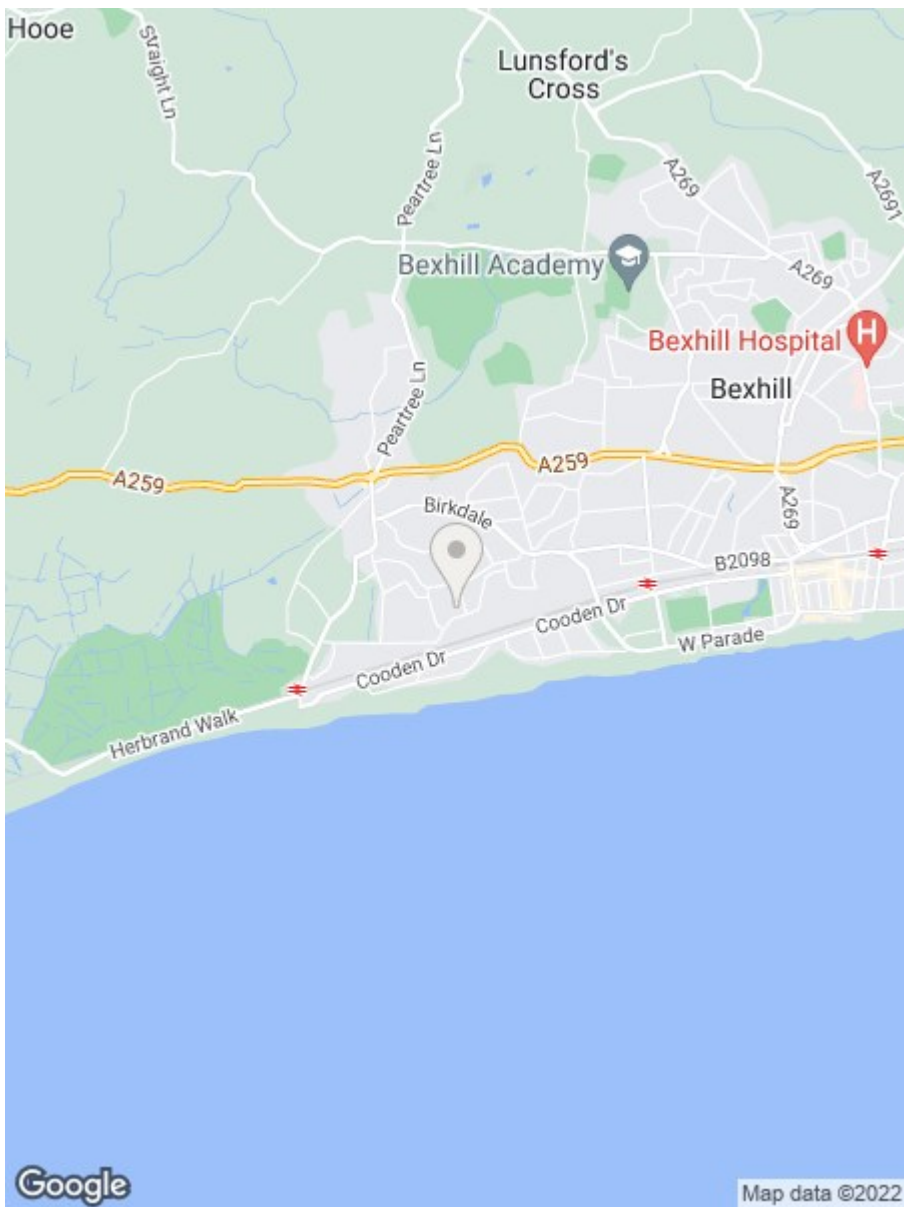 Hooe
Straight Ln
Lunsford's
Cross
Peartree Ln
A269
A2691
Bexhill Academy
A269
H
Bexhill Hospital
Bexhill
Peartree Ln
A259
A259
Birkdale
A269
B2098
Cooden Dr
W Parade
Cooden Dr
Herbrand Walk
Google
Map data ©2022